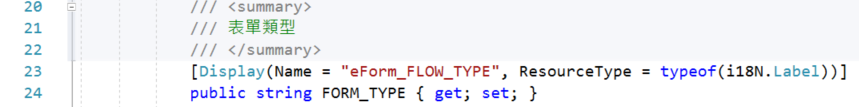 20 /// <summary>
21 /// 表單類型
22 /// </summary>
23 [Display(Name = "eForm_FLOW_TYPE", ResourceType = typeof(i18N.Label))]
24 public string FORM_TYPE { get; set; }